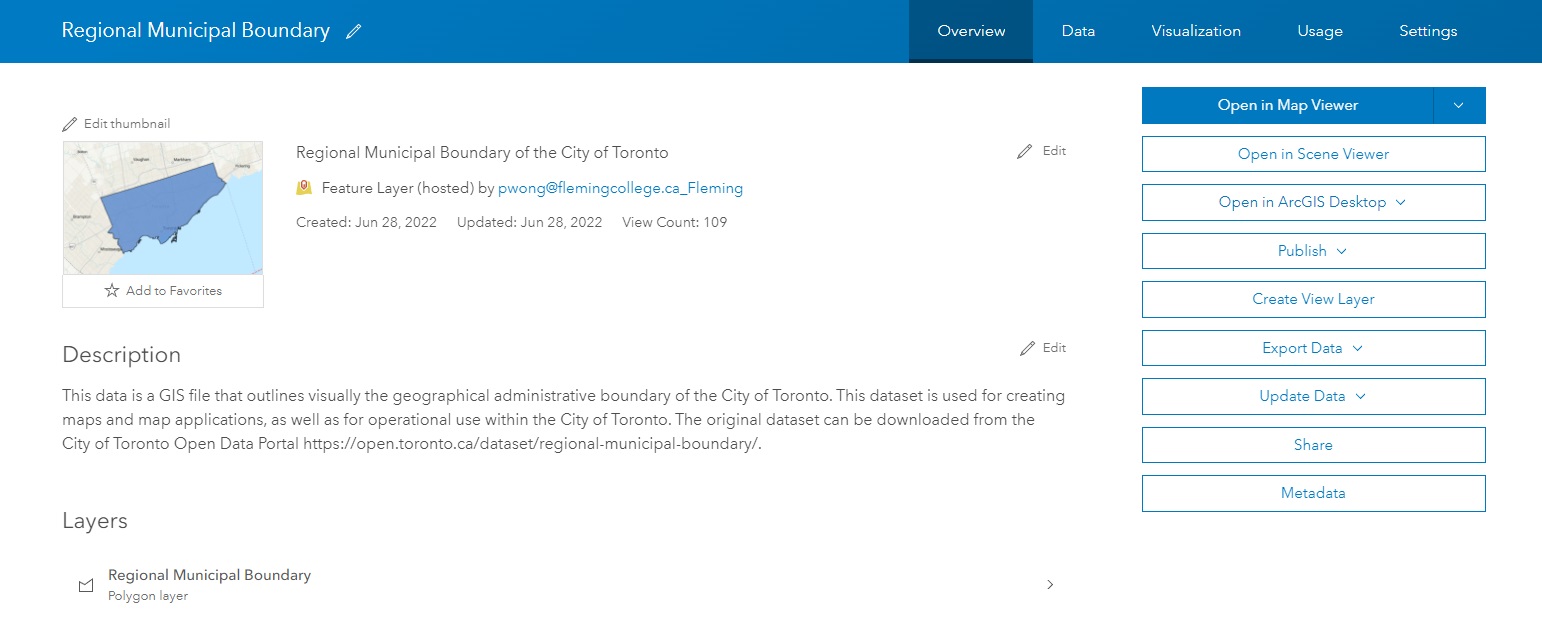 Regional Municipal Boundary
Overview
Data
Visualization
Usage
Settings
Edit thumbnail
Add to Favorites
Regional Municipal Boundary of the City of Toronto
Edit
Feature Layer (hosted) by pwong@flemingcollege.ca_Fleming
Created: Jun 28, 2022 Updated: Jun 28, 2022 View Count: 109
Description
Edit
This data is a GIS file that outlines visually the geographical administrative boundary of the City of Toronto. This dataset is used for creating
maps and map applications, as well as for operational use within the City of Toronto. The original dataset can be downloaded from the
City of Toronto Open Data Portal https://open.toronto.ca/dataset/regional-municipal-boundary/.
Layers
Regional Municipal Boundary
Polygon layer
Open in Map Viewer
Open in Scene Viewer
Open in ArcGIS Desktop
Publish
Create View Layer
Export Data
Update Data
Share
Metadata